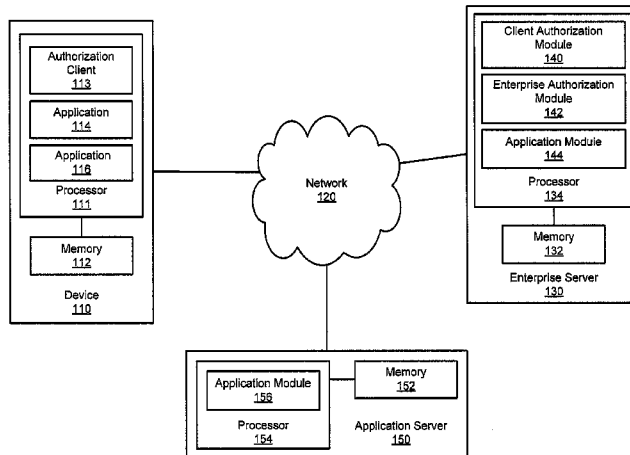 Authorization
Client
113
Application
114
Application
116
Processor
111
Memory
112
Device
110
Network
120
Client Authorization
Module
140
Enterprise Authorization
Module
142
Application Module
144
Processor
134
Memory
132
Enterprise Server
130
Application Module
156
Processor
154
Memory
152
Application Server
150